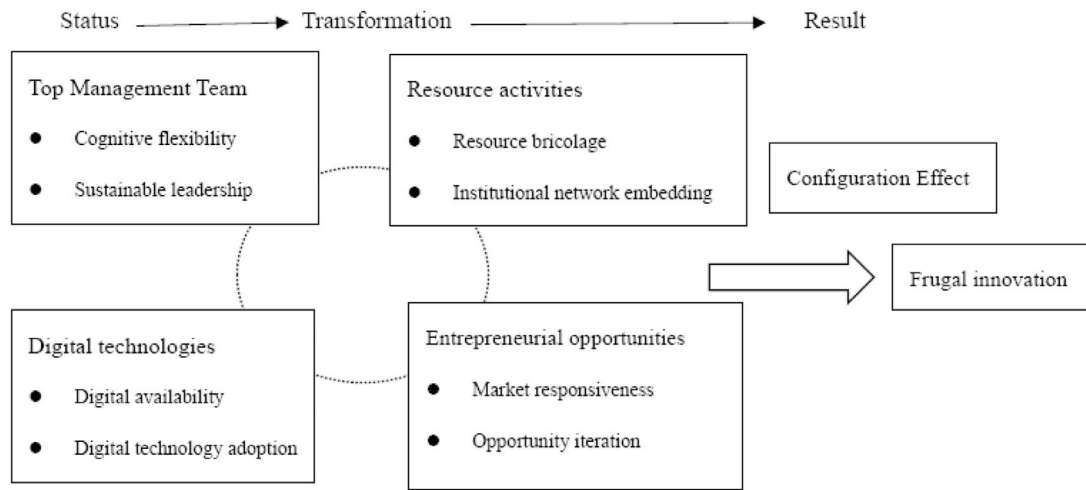 Status Transformation Result
Top Management Team
Cognitive flexibility
Sustainable leadership
Resource activities
Resource bricolage
Institutional network embedding
Configuration Effect
Frugal innovation
Digital technologies
Digital availability
Digital technology adoption
Entrepreneurial opportunities
Market responsiveness
Opportunity iteration